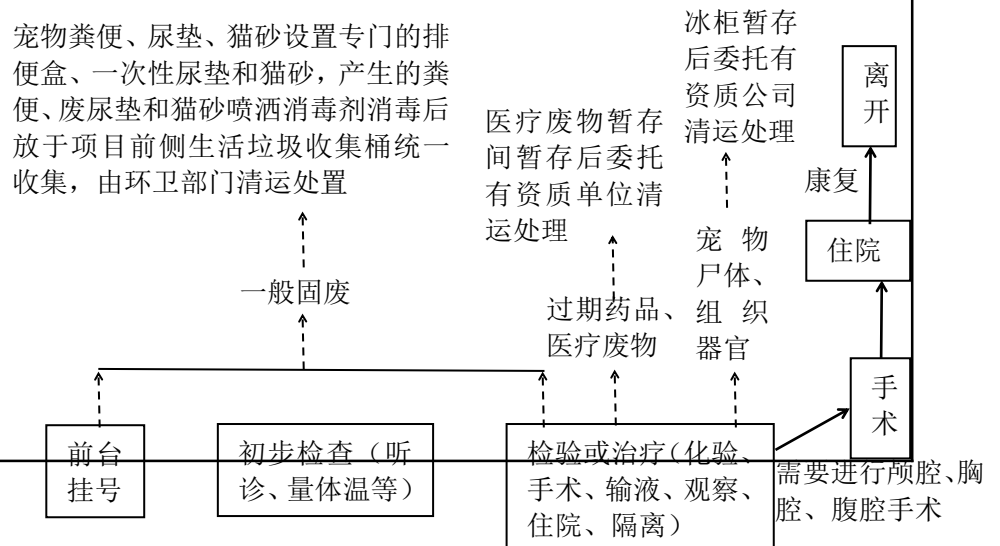 宠物粪便、尿垫、猫砂设置专门的排
便盒、一次性尿垫和猫砂，产生的粪
便、废尿垫和猫砂喷洒消毒剂消毒后
放于项目前侧生活垃圾收集桶统一
收集，由环卫部门清运处置
一般固废
医疗废物暂存
间暂存后委托
有资质单位清
运处理
过期药品、
医疗废物
冰柜暂存
后委托有
资质公司
清运处理
宠物
尸体、
组织
器官
离
开
康复
住院
手
术
前台
挂号
初步检查（听
诊、量体温等）
检验或治疗（化验、
手术、输液、观察、
住院、隔离）
需要进行颅腔、胸
腔、腹腔手术